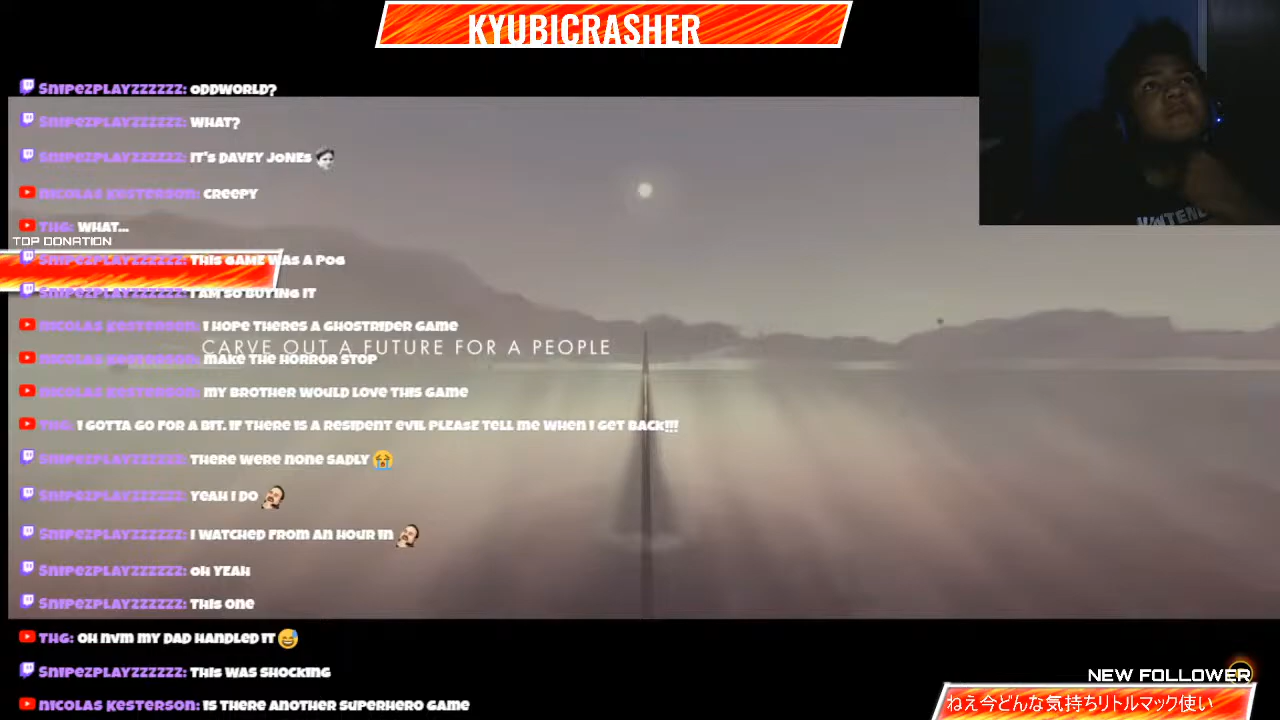 KYUBICRASHER
SNIPEZPLAYZZZZZZ: ODDWORLD?
SNIPEZPLAYZZZZZZ: WHAT?
SNIPEZPLAYZZZZZZ: IT'S DAVEY JONES
NICOLAS KESTERSON: CREEPY
THG: WHAT...
TOP DONATION
SNIPEZPLAYZZZZZZ: THIS GAME WAS A POG
SNIPEZPLAYZZZZZZ: I AM SO BUYING IT
NICOLAS KESTERSON: I HOPE THERES A GHOSTRIDER GAME
CARVE OUT A FUTURE FOR A PEOPLE
NICOLAS KESTERSON: MAKE THE HORROR STOP
NICOLAS KESTERSON: MY BROTHER WOULD LOVE THIS GAME
THG: I GOTTA GO FOR A BIT. IF THERE IS A RESIDENT EVIL PLEASE TELL ME WHEN I GET BACK!!!
SNIPEZPLAYZZZZZZ: THERE WERE NONE SADLY 😭
SNIPEZPLAYZZZZZZ: YEAH I DO
SNIPEZPLAYZZZZZZ: I WATCHED FROM AN HOUR IN
SNIPEZPLAYZZZZZZ: OH YEAH
SNIPEZPLAYZZZZZZ: THIS ONE
THG: OH NVM MY DAD HANDLED IT 😅
SNIPEZPLAYZZZZZZ: THIS WAS SHOCKING
NICOLAS KESTERSON: IS THERE ANOTHER SUPERHERO GAME
NEW FOLLOWER
ねえ今どんな気持ちリトルマック使い